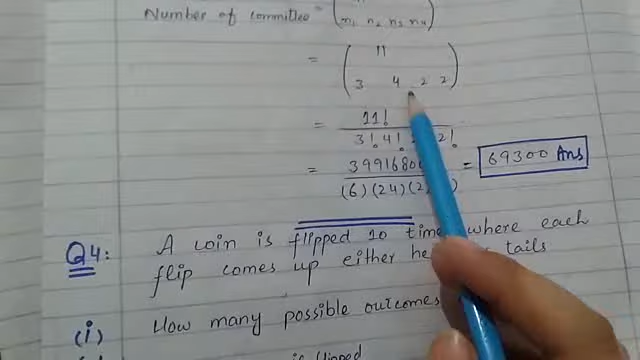 Number of committee = (
n₁ n₂ n₃ n₄)
= ( 11
3 4 2 2 )
= 11!
3! 4! 2!
= 3991680 = 69300 Ans
(6) (24) (2)
Q4: A coin is flipped 10 times where each
flip comes up either tails
(i) How many possible outcomes
is flipped